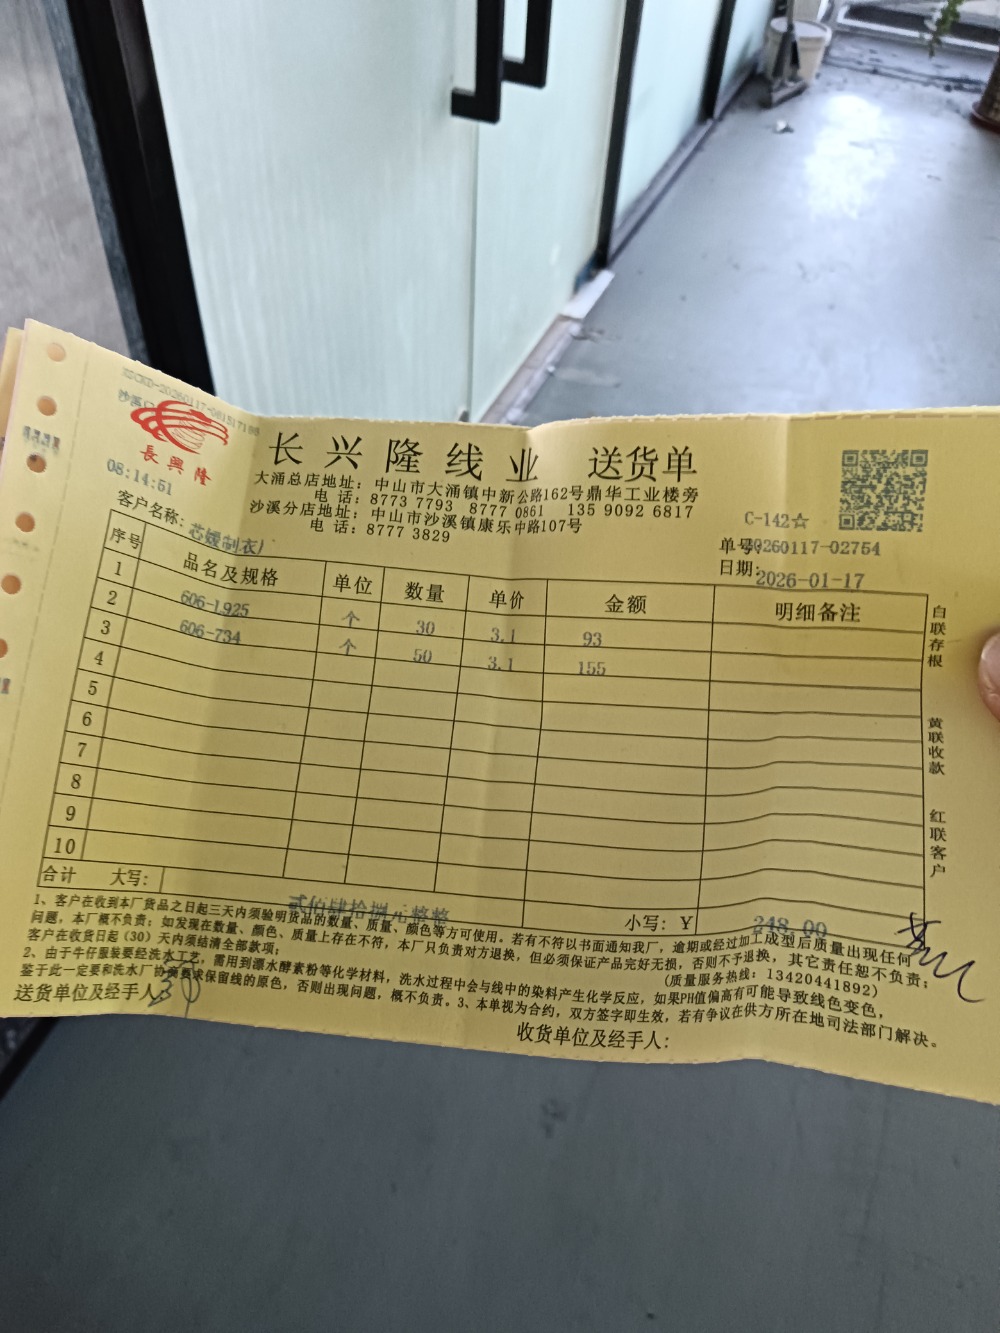 XSCKD-20260117-081517188
沙溪
長興隆
08:14:51
长兴隆线业 送货单
大涌总店地址：中山市大涌镇中新公路162号鼎华工业楼旁
电话：8773 7793 8777 0861 135 9092 6817
沙溪分店地址：中山市沙溪镇康乐中路107号
电话：8777 3829
C-142☆
单号：20260117-02754
日期：2026-01-17
客户名称：芯嫒制衣厂
序号 品名及规格 单位 数量 单价 金额 明细备注
1 606-L925 个 30 3.1 93
2 606-734 个 50 3.1 155
3
4
5
6
7
8
9
10
合计 大写：贰佰肆拾捌元整整 小写：￥ 248.00
白联存根
黄联收款
红联客户
1、客户在收到本厂货品之日起三天内须验明货品的数量、质量、颜色等方可使用。若有不符以书面通知我厂，逾期或经过加工成型后质量出现任何
问题，本厂概不负责；如发现在数量、颜色、质量上存在不符，本厂只负责对方退换，但必须保证产品完好无损，否则不予退换，其它责任恕不负责；
客户在收货日起（30）天内须结清全部款项；
(质量服务热线：13420441892)
2、由于牛仔服装要经洗水工艺，需用到漂水酵素粉等化学材料，洗水过程中会与线中的染料产生化学反应，如果PH值偏高有可能导致线色变色，
鉴于此一定要和洗水厂协商要求保留线的原色，否则出现问题，概不负责。3、本单视为合约，双方签字即生效，若有争议在供方所在地司法部门解决。
送货单位及经手人：
收货单位及经手人：